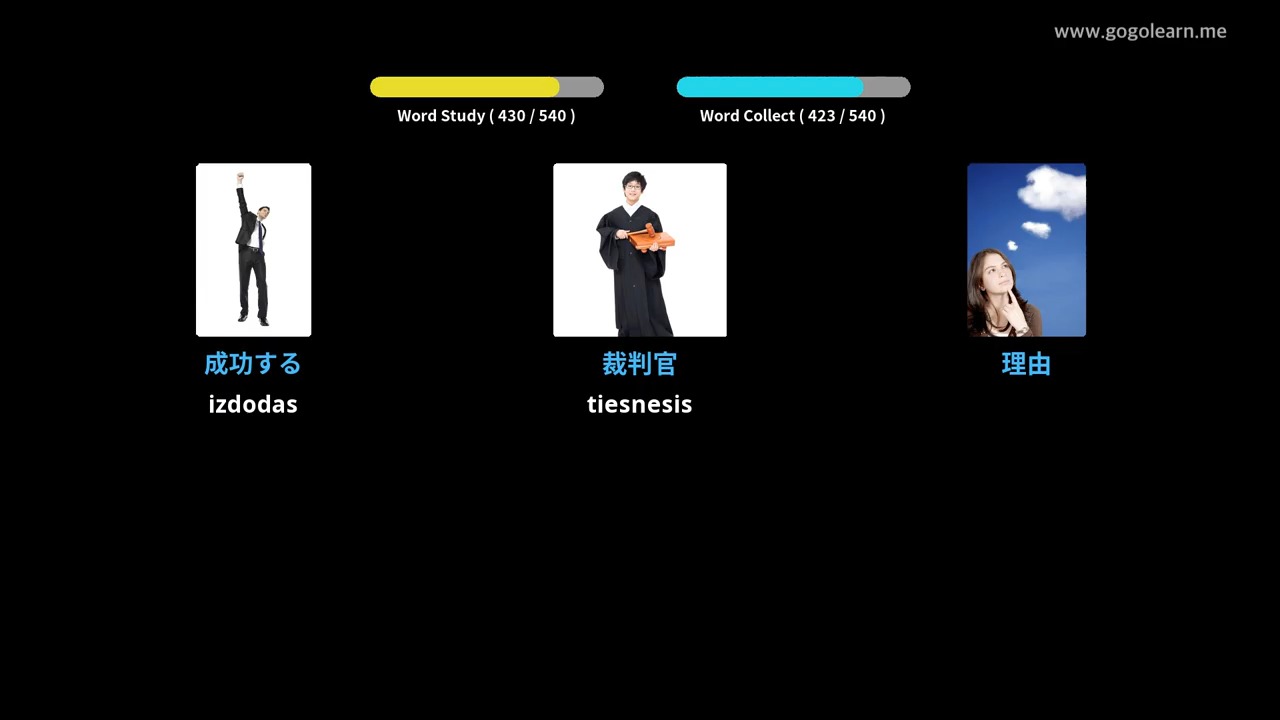 www.gogolearn.me
Word Study ( 430 / 540 )
Word Collect ( 423 / 540 )
成功する
裁判官
理由
izdodas
tiesnesis